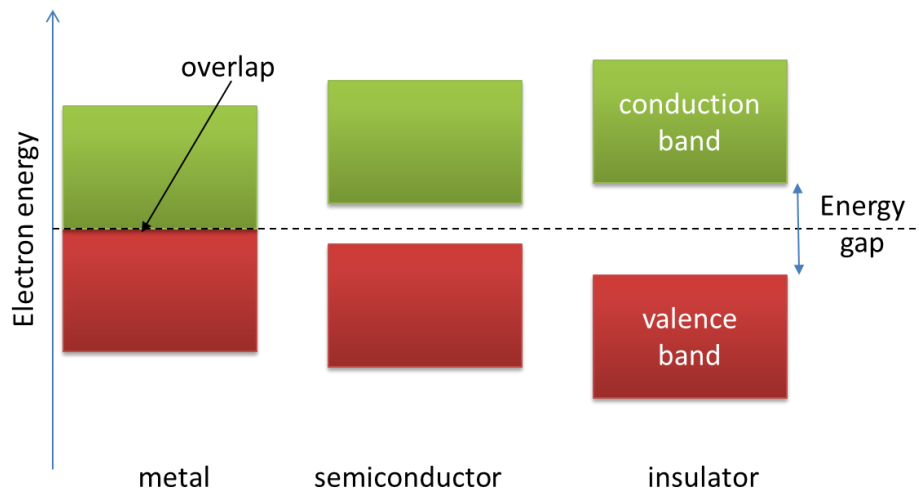 overlap
conduction
band
Electron energy
Energy
gap
valence
band
metal
semiconductor
insulator